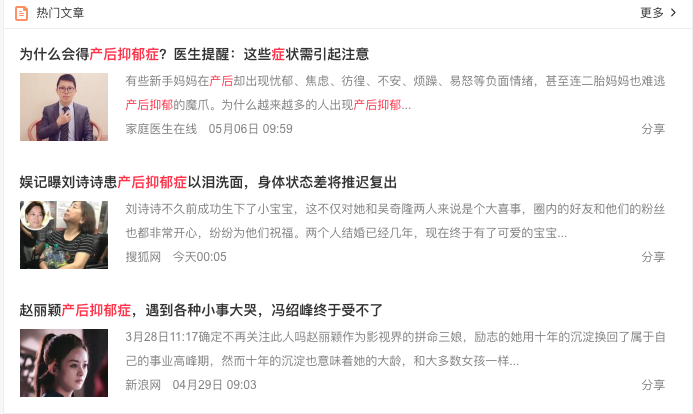 热门文章
更多 >
为什么会得产后抑郁症？医生提醒：这些症状需引起注意
有些新手妈妈在产后却出现忧郁、焦虑、彷徨、不安、烦躁、易怒等负面情绪，甚至连二胎妈妈也难逃
产后抑郁的魔爪。为什么越来越多的人出现产后抑郁...
家庭医生在线 05月06日 09:59
分享
娱记曝刘诗诗患产后抑郁症以泪洗面，身体状态差将推迟复出
刘诗诗不久前成功生下了小宝宝，这不仅对她和吴奇隆两人来说是个大喜事，圈内的好友和他们的粉丝
也都非常开心，纷纷为他们祝福。两个人结婚已经几年，现在终于有了可爱的宝宝...
搜狐网 今天00:05
分享
赵丽颖产后抑郁症，遇到各种小事大哭，冯绍峰终于受不了
3月28日11:17确定不再关注此人吗赵丽颖作为影视界的拼命三娘，励志的她用十年的沉淀换回了属于自
己的事业高峰期，然而十年的沉淀也意味着她的大龄，和大多数女孩一样...
新浪网 04月29日 09:03
分享